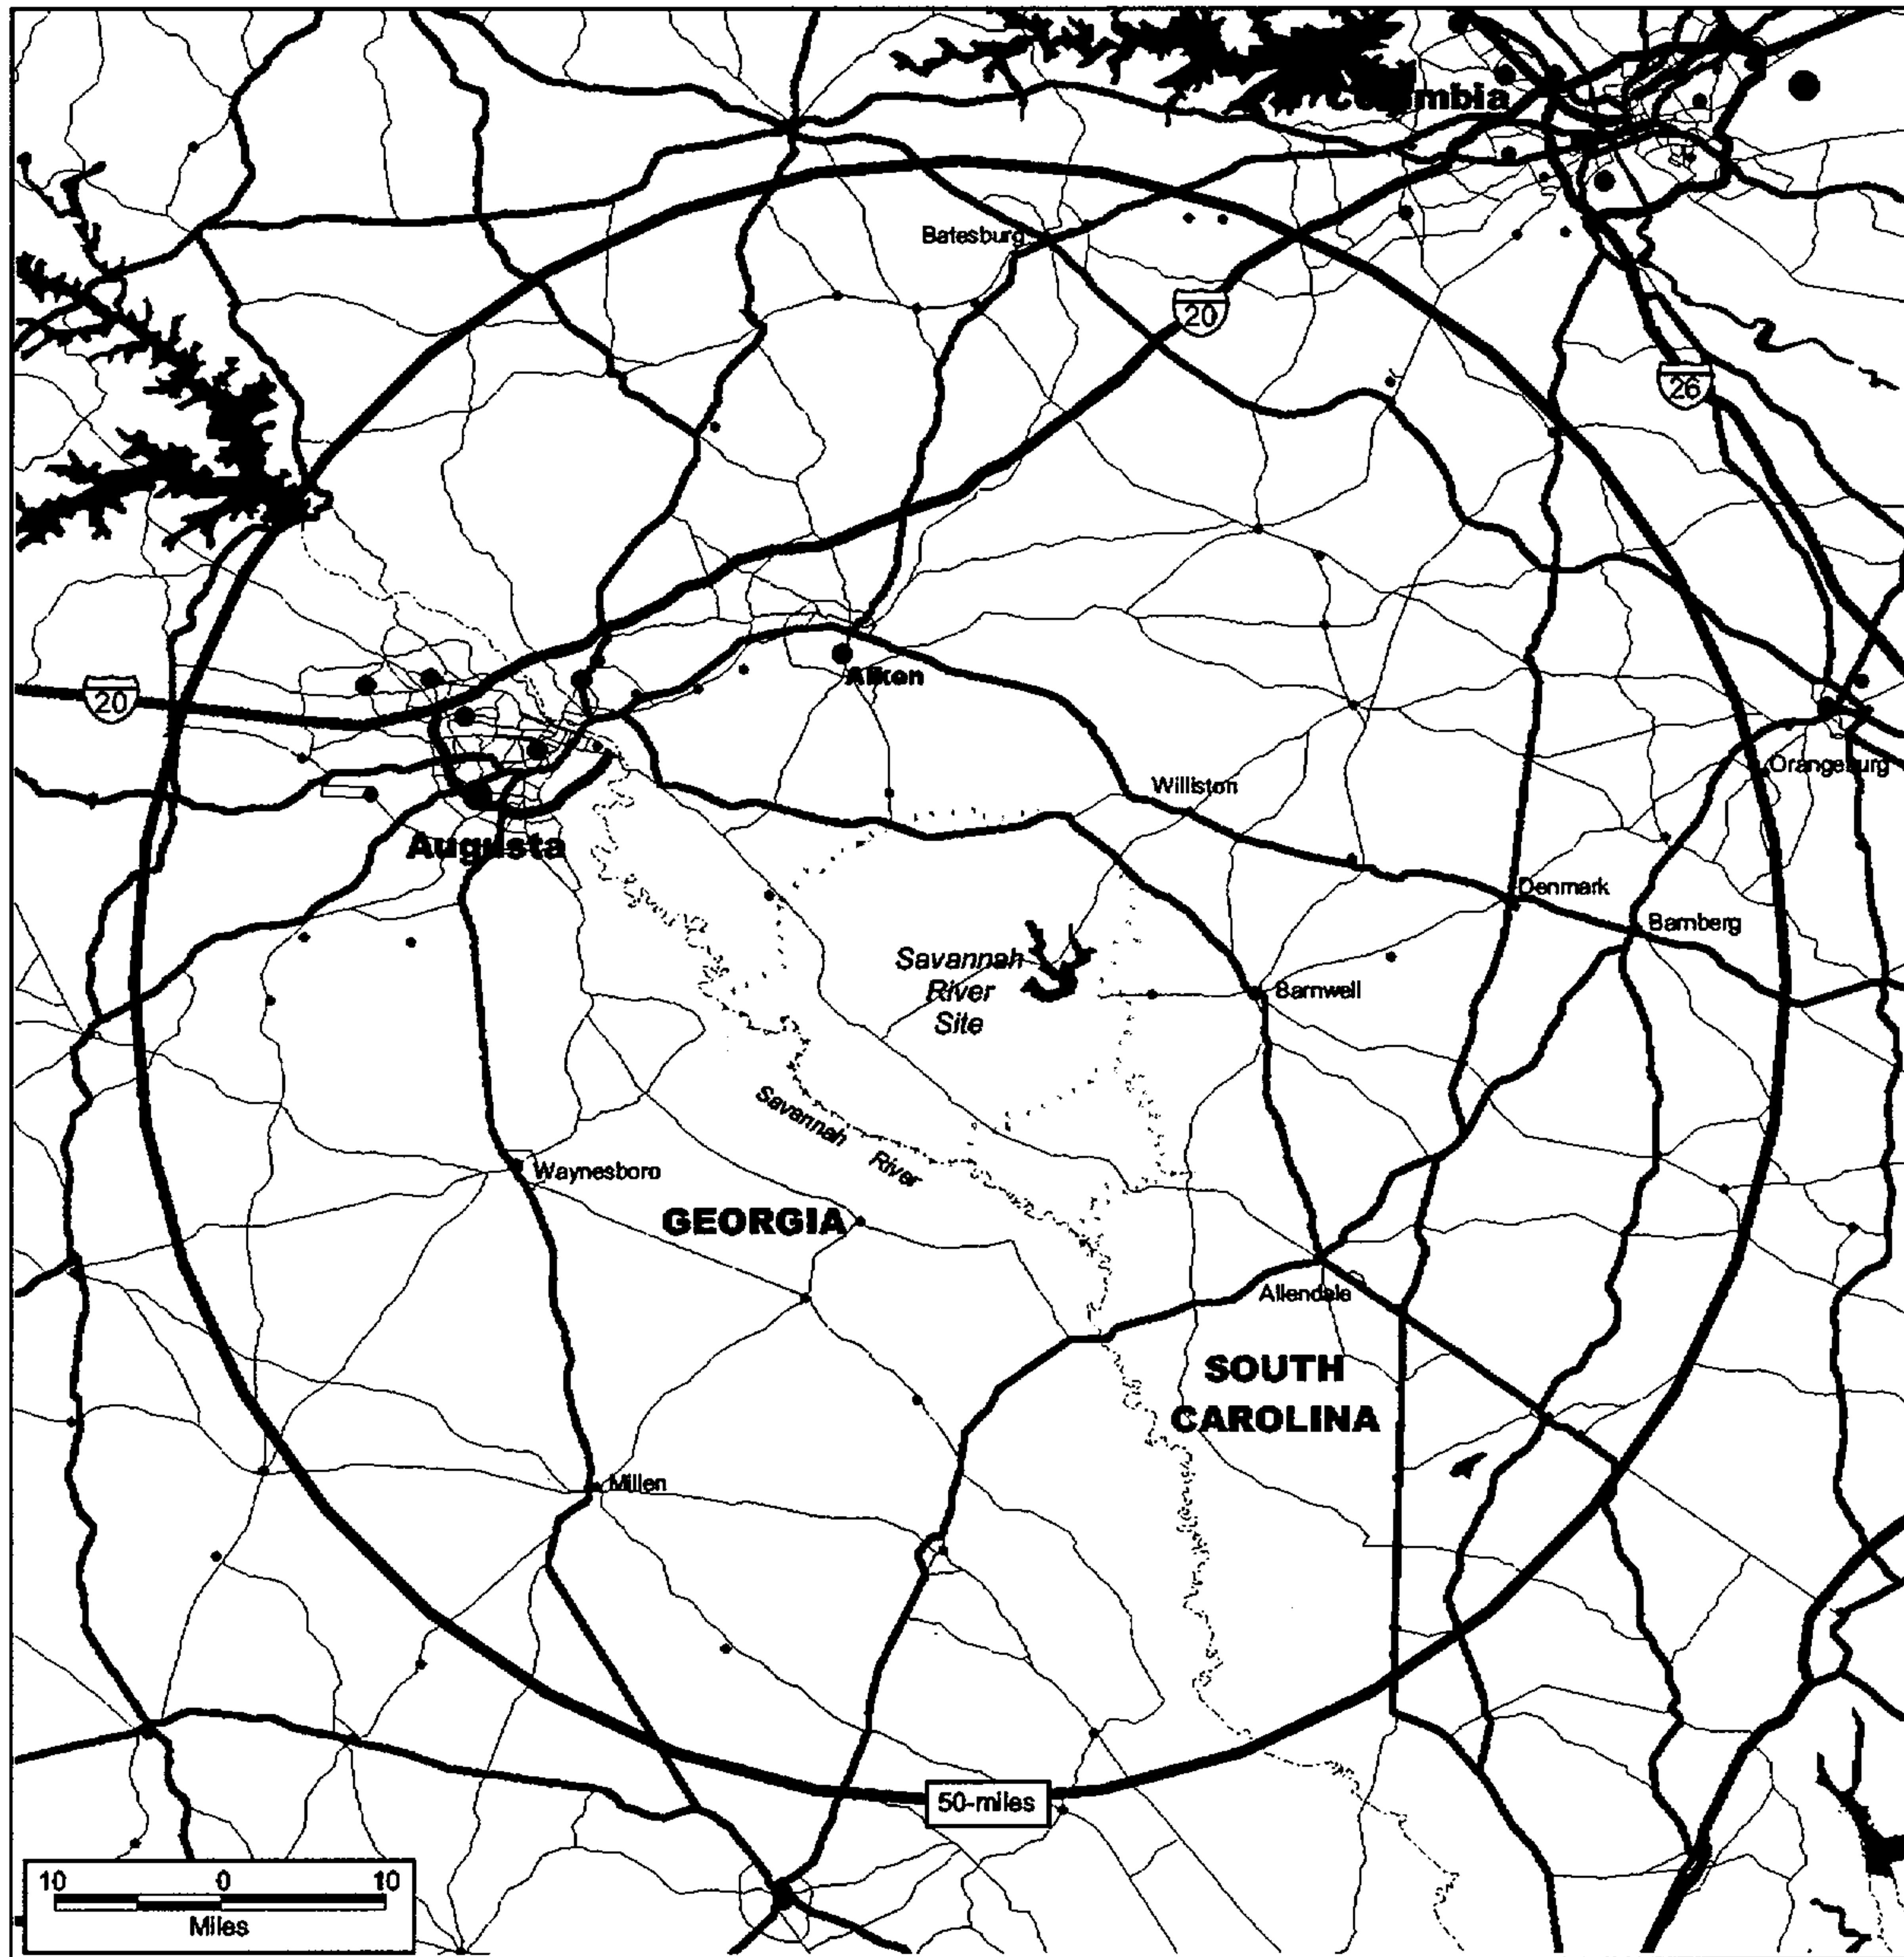 Columbia
Batesburg
20
26
20
Aiken
Orangeburg
Williston
Augusta
Denmark
Bamberg
Savannah
River
Site
Barnwell
Savannah River
Waynesboro
GEORGIA
Allendale
SOUTH
CAROLINA
Millen
50-miles
10 0 10
Miles